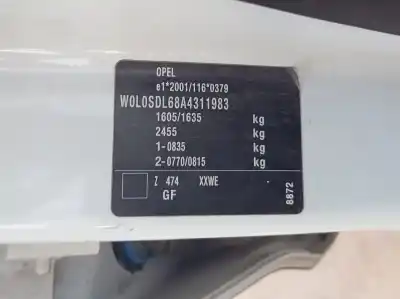 OPEL
e1*2001/116*0379
W0L0SDL68A4311983
1605/1635 kg
2455 kg
1-0835 kg
2-0770/0815 kg
Z 474 XXWE -
GF
8872